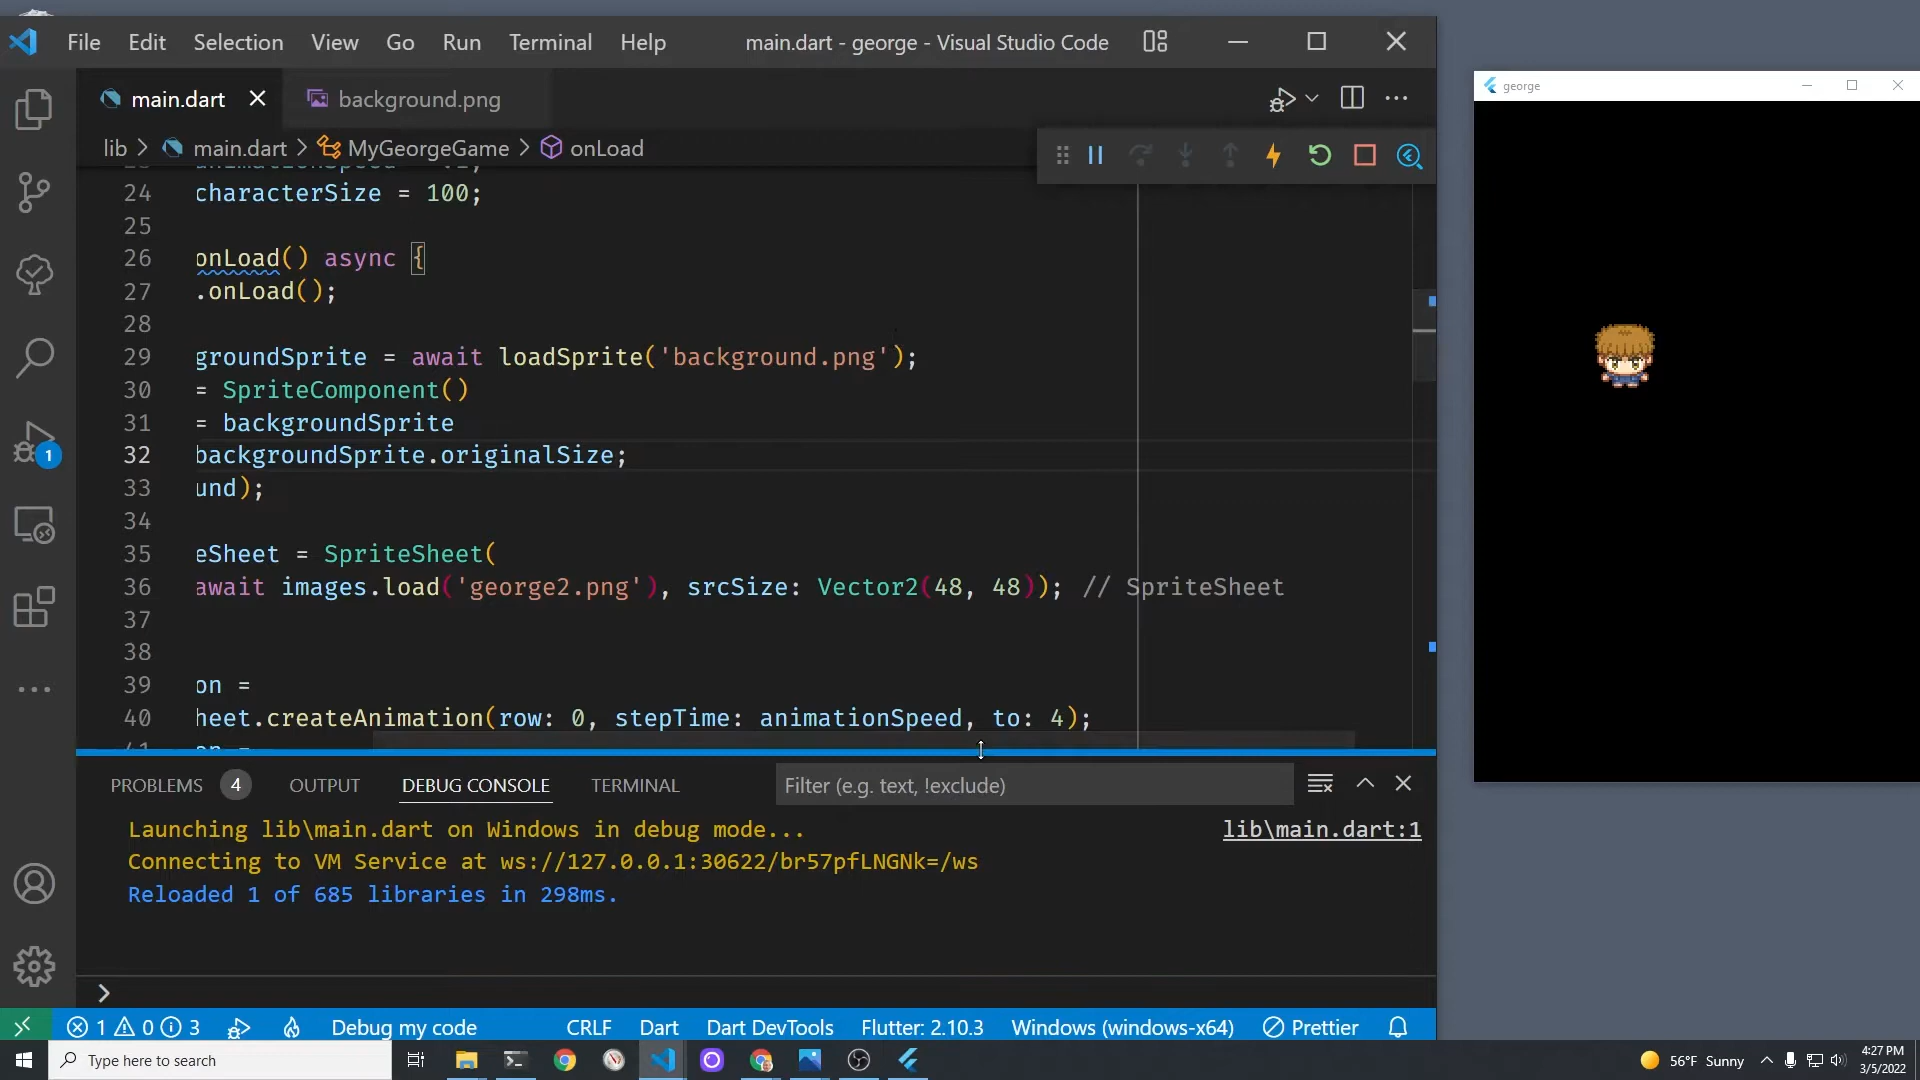 File Edit Selection View Go Run Terminal Help main.dart - george - Visual Studio Code
main.dart background.png
lib > main.dart > MyGeorgeGame > onLoad
24 characterSize = 100;
25
26 onLoad() async {
27 .onLoad();
28
29 groundSprite = await loadSprite('background.png');
30 = SpriteComponent()
31 = backgroundSprite
32 backgroundSprite.originalSize;
33 und);
34
35 eSheet = SpriteSheet(
36 await images.load('george2.png'), srcSize: Vector2(48, 48)); // SpriteSheet
37
38
39 on =
40 heet.createAnimation(row: 0, stepTime: animationSpeed, to: 4);
41 on =
1
PROBLEMS 4 OUTPUT DEBUG CONSOLE TERMINAL Filter (e.g. text, !exclude)
Launching lib\main.dart on Windows in debug mode... lib\main.dart:1
Connecting to VM Service at ws://127.0.0.1:30622/br57pfLNGNk=/ws
Reloaded 1 of 685 libraries in 298ms.
>
1 0 3 Debug my code CRLF Dart Dart DevTools Flutter: 2.10.3 Windows (windows-x64) Prettier
george
Type here to search 56°F Sunny 4:27 PM
3/5/2022